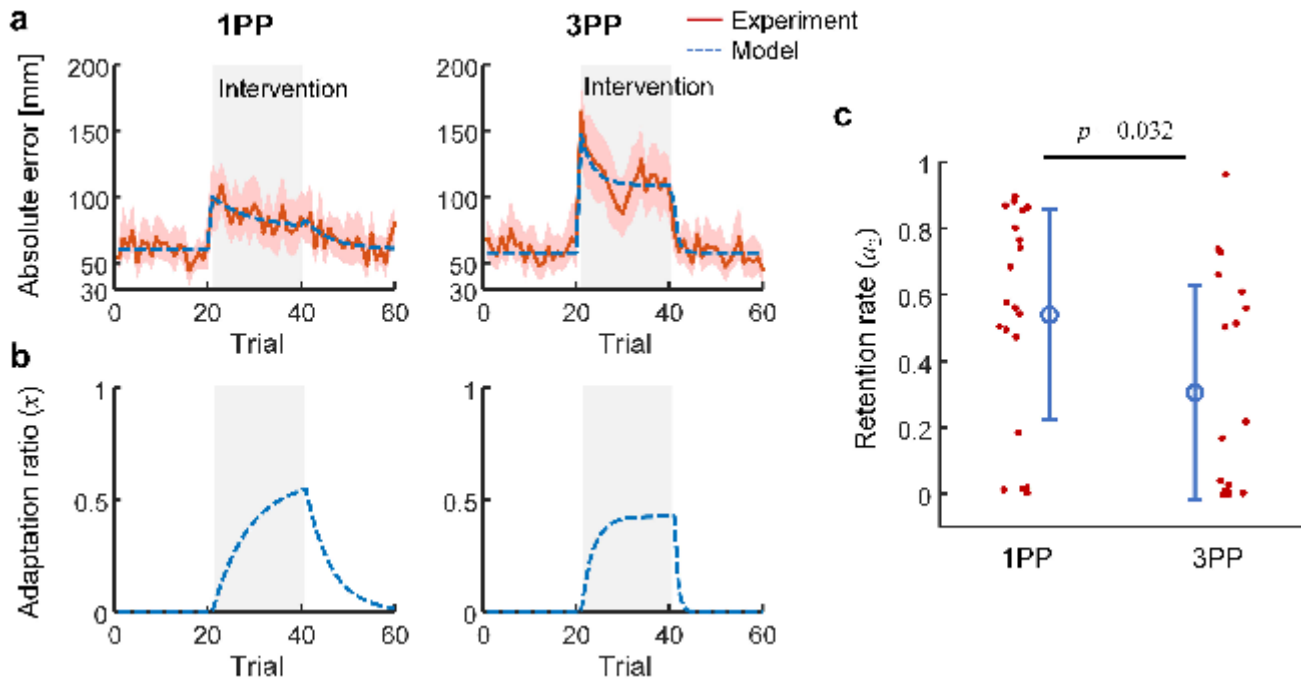 a
1PP
3PP
Experiment
Model
Absolute error [mm]
200
150
100
50
30
Intervention
0
20
40
60
Trial
200
150
100
50
30
Intervention
0
20
40
60
Trial
b
Adaptation ratio (x)
1
0.5
0
0
20
40
60
Trial
1
0.5
0
0
20
40
60
Trial
c
p 0.032
Retention rate (a₂)
1
0.8
0.6
0.4
0.2
0
1PP
3PP